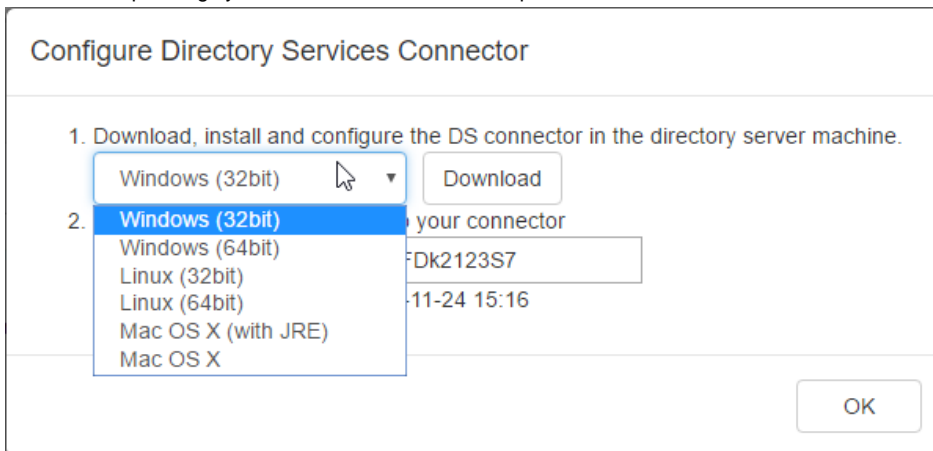 Configure Directory Services Connector
1. Download, install and configure the DS connector in the directory server machine.
Windows (32bit)
Download
2.
your connector
Windows (32bit)
Windows (64bit)
Linux (32bit)
Linux (64bit)
Mac OS X (with JRE)
Mac OS X
Dk2123S7
-11-24 15:16
OK